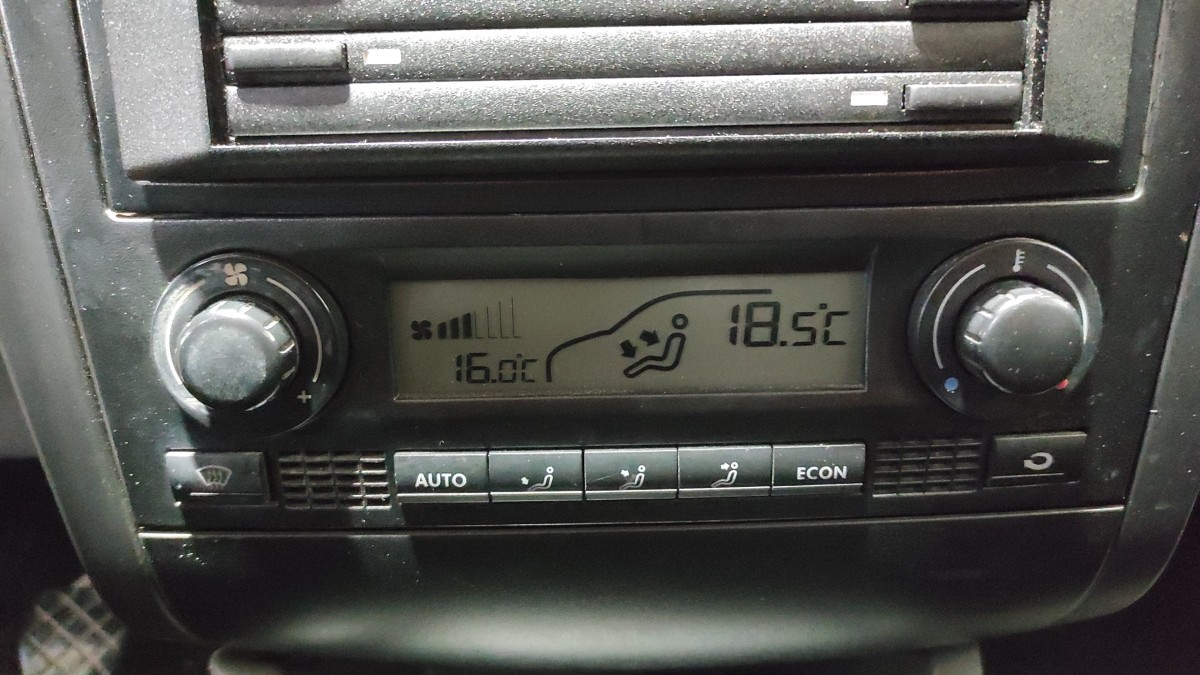 18.5°C
16.0°C
+
AUTO
ECON